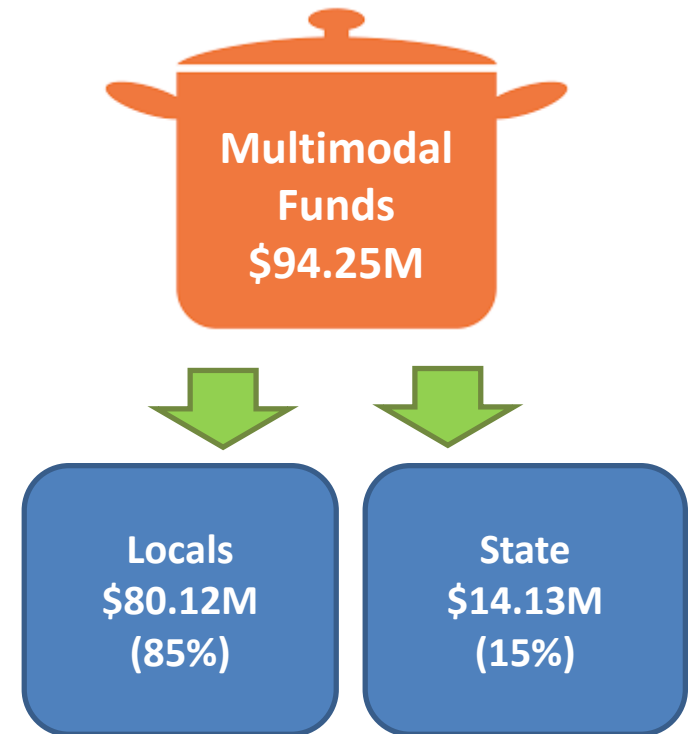 Multimodal
Funds
$94.25M
Locals
$80.12M
(85%)
State
$14.13M
(15%)